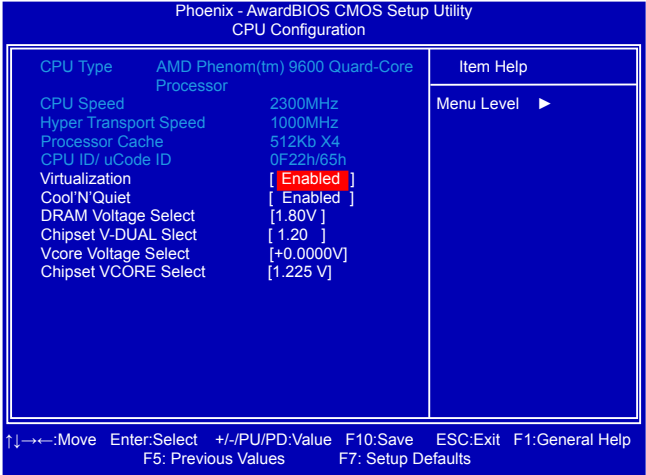 Phoenix - AwardBIOS CMOS Setup Utility
CPU Configuration
CPU Type AMD Phenom(tm) 9600 Quard-Core
Processor
CPU Speed 2300MHz
Hyper Transport Speed 1000MHz
Processor Cache 512Kb X4
CPU ID/ uCode ID 0F22h/65h
Virtualization [ Enabled ]
Cool'N'Quiet [ Enabled ]
DRAM Voltage Select [1.80V ]
Chipset V-DUAL Slect [ 1.20 ]
Vcore Voltage Select [+0.0000V]
Chipset VCORE Select [1.225 V]
Item Help
Menu Level ►
↑↓→←:Move Enter:Select +/-/PU/PD:Value F10:Save ESC:Exit F1:General Help
F5: Previous Values F7: Setup Defaults